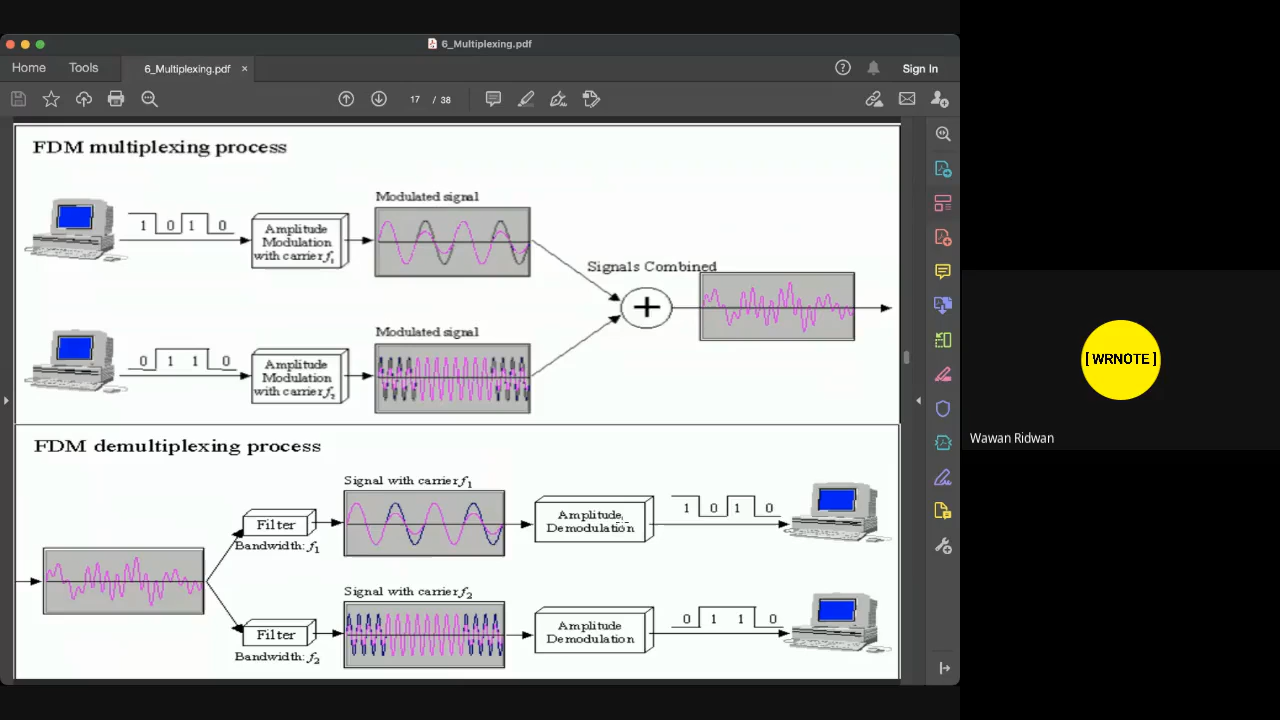 6_Multiplexing.pdf
Home Tools 6_Multiplexing.pdf × Sign In
17 / 38
FDM multiplexing process
Modulated signal
1 0 1 0
Amplitude
Modulation
with carrier f1
Signals Combined
+
Modulated signal
0 1 1 0
Amplitude
Modulation
with carrier f2
[ WRNOTE ]
Wawan Ridwan
FDM demultiplexing process
Signal with carrier f1
Filter
Bandwidth: f1
Amplitude
Demodulation
1 0 1 0
Signal with carrier f2
Filter
Bandwidth: f2
Amplitude
Demodulation
0 1 1 0